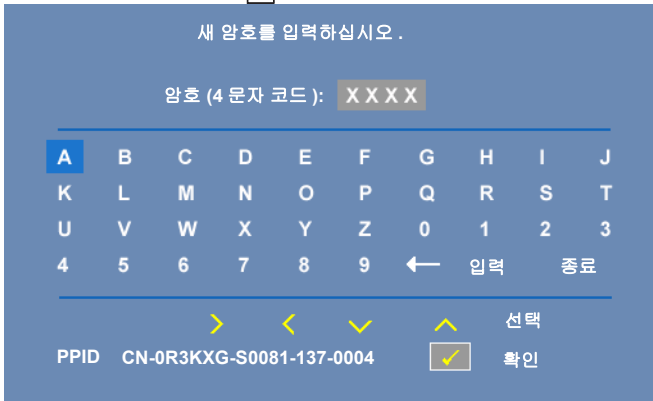 새 암호를 입력하십시오 .
암호 (4 문자 코드 ): X X X X
A B C D E F G H I J
K L M N O P Q R S T
U V W X Y Z 0 1 2 3
4 5 6 7 8 9 ← 입력 종료
선택
PPID CN-0R3KXG-S0081-137-0004 ✓ 확인